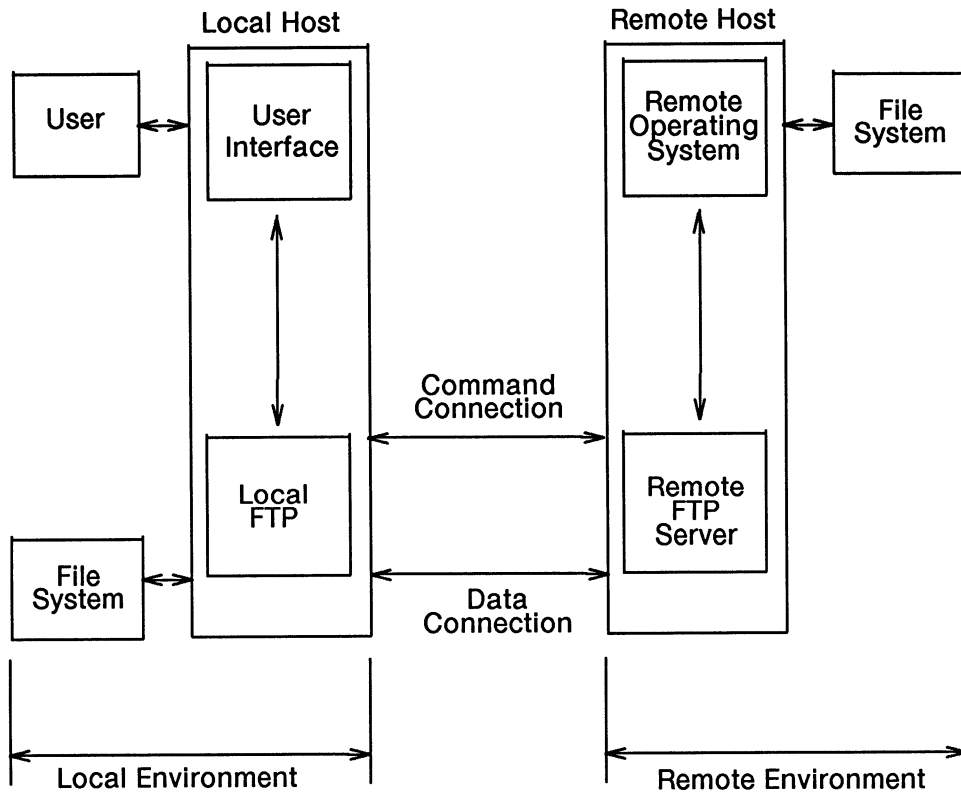 Local Host
Remote Host
User
User
Interface
Remote
Operating
System
File
System
Command
Connection
Local
FTP
Remote
FTP
Server
File
System
Data
Connection
Local Environment
Remote Environment